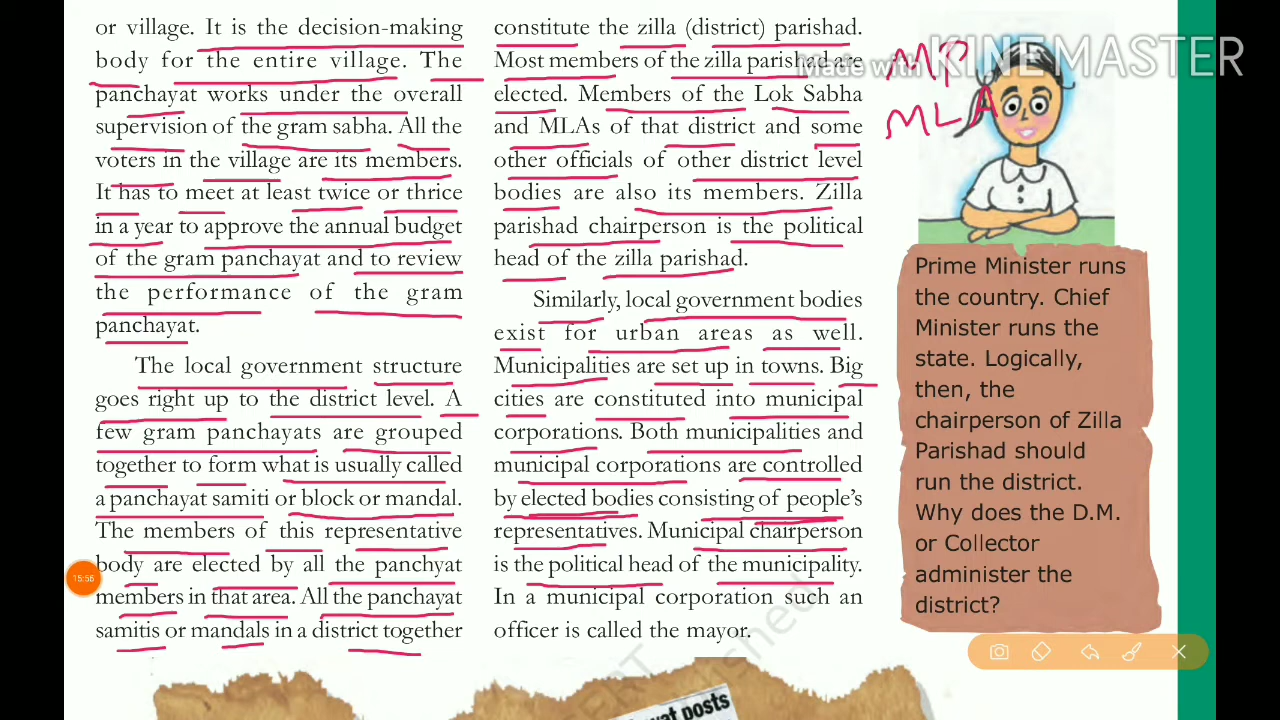 or village. It is the decision-making
body for the entire village. The
panchayat works under the overall
supervision of the gram sabha. All the
voters in the village are its members.
It has to meet at least twice or thrice
in a year to approve the annual budget
of the gram panchayat and to review
the performance of the gram
panchayat.
The local government structure
goes right up to the district level. A
few gram panchayats are grouped
together to form what is usually called
a panchayat samiti or block or mandal.
The members of this representative
body are elected by all the panchyat
members in that area. All the panchayat
samitis or mandals in a district together
constitute the zilla (district) parishad.
Most members of the zilla parishad are
elected. Members of the Lok Sabha
and MLAs of that district and some
other officials of other district level
bodies are also its members. Zilla
parishad chairperson is the political
head of the zilla parishad.
Similarly, local government bodies
exist for urban areas as well.
Municipalities are set up in towns. Big
cities are constituted into municipal
corporations. Both municipalities and
municipal corporations are controlled
by elected bodies consisting of people's
representatives. Municipal chairperson
is the political head of the municipality.
In a municipal corporation such an
officer is called the mayor.
Made with KINEMASTER
MP
MLA
Prime Minister runs
the country. Chief
Minister runs the
state. Logically,
then, the
chairperson of Zilla
Parishad should
run the district.
Why does the D.M.
or Collector
administer the
district?
15:56
posts